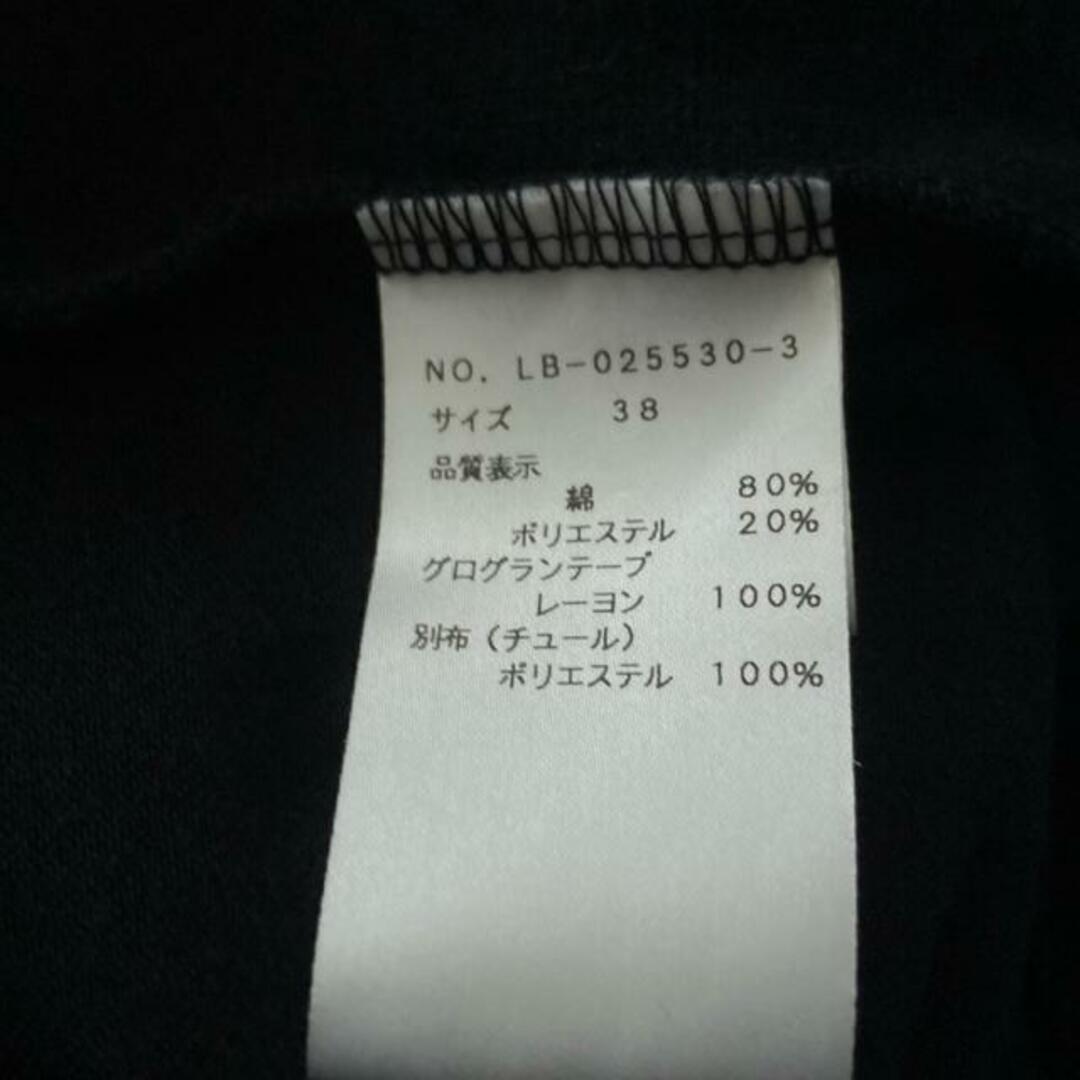 NO. LB-025530-3
サイズ 38
品質表示
綿 80%
ポリエステル 20%
グログランテープ
レーヨン 100%
別布(チュール)
ポリエステル 100%